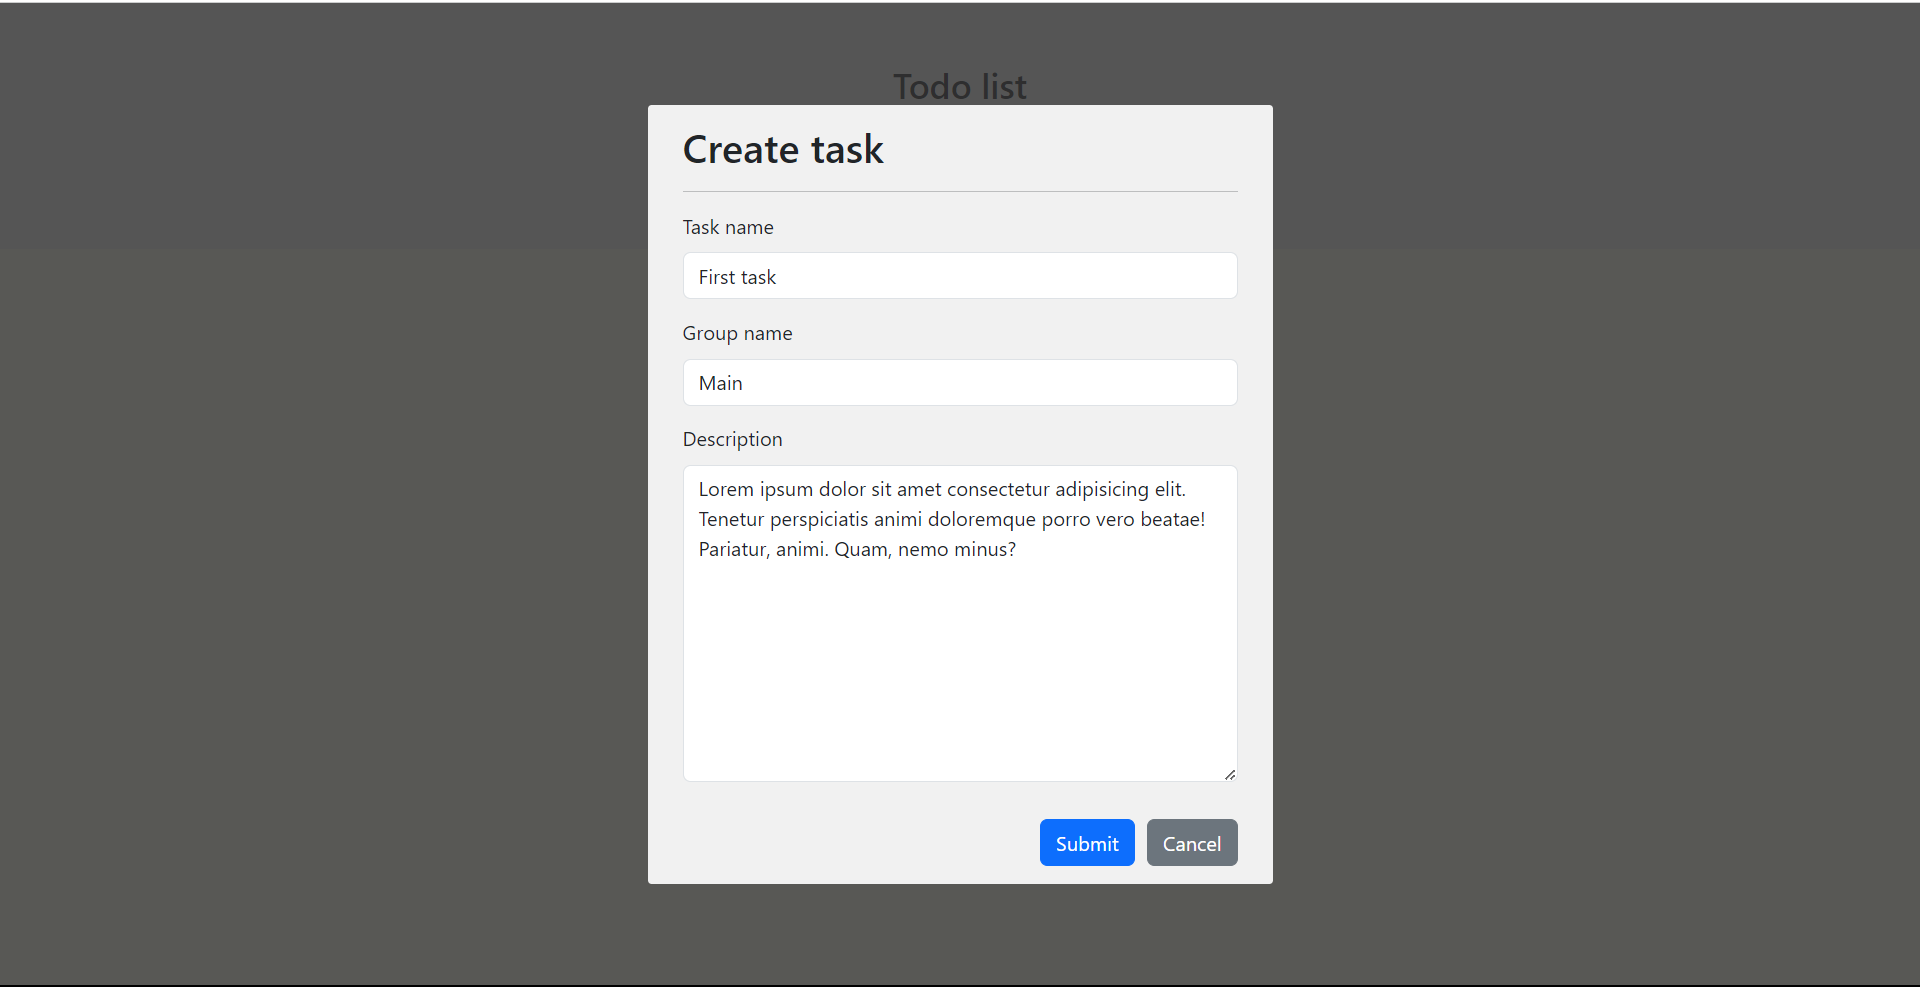 Todo list
Create task
Task name
First task
Group name
Main
Description
Lorem ipsum dolor sit amet consectetur adipisicing elit.
Tenetur perspiciatis animi doloremque porro vero beatae!
Pariatur, animi. Quam, nemo minus?
Submit Cancel